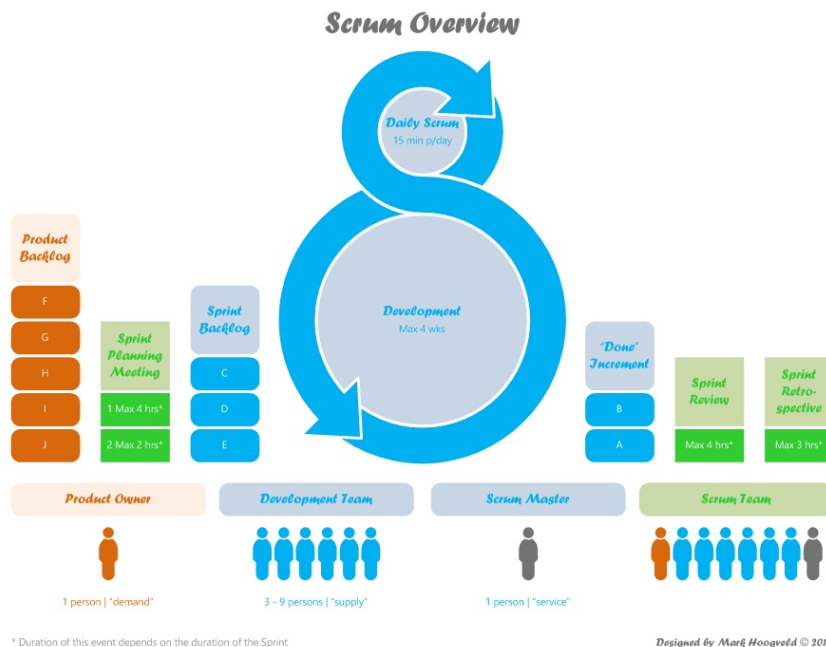 Scrum Overview
Daily Scrum
15 min p/day
Product
Backlog
F
G
H
I
J
Sprint
Planning
Meeting
1 Max 4 hrs*
2 Max 2 hrs*
Sprint
Backlog
C
D
E
Development
Max 4 wks
"Done"
Increment
B
A
Sprint
Review
Max 4 hrs*
Sprint
Retro-
spective
Max 3 hrs*
Product Owner
Development Team
Scrum Master
Scrum Team
1 person | "demand"
3 - 9 persons | "supply"
1 person | "service"
* Duration of this event depends on the duration of the Sprint
Designed by Mark Hoogveld ©